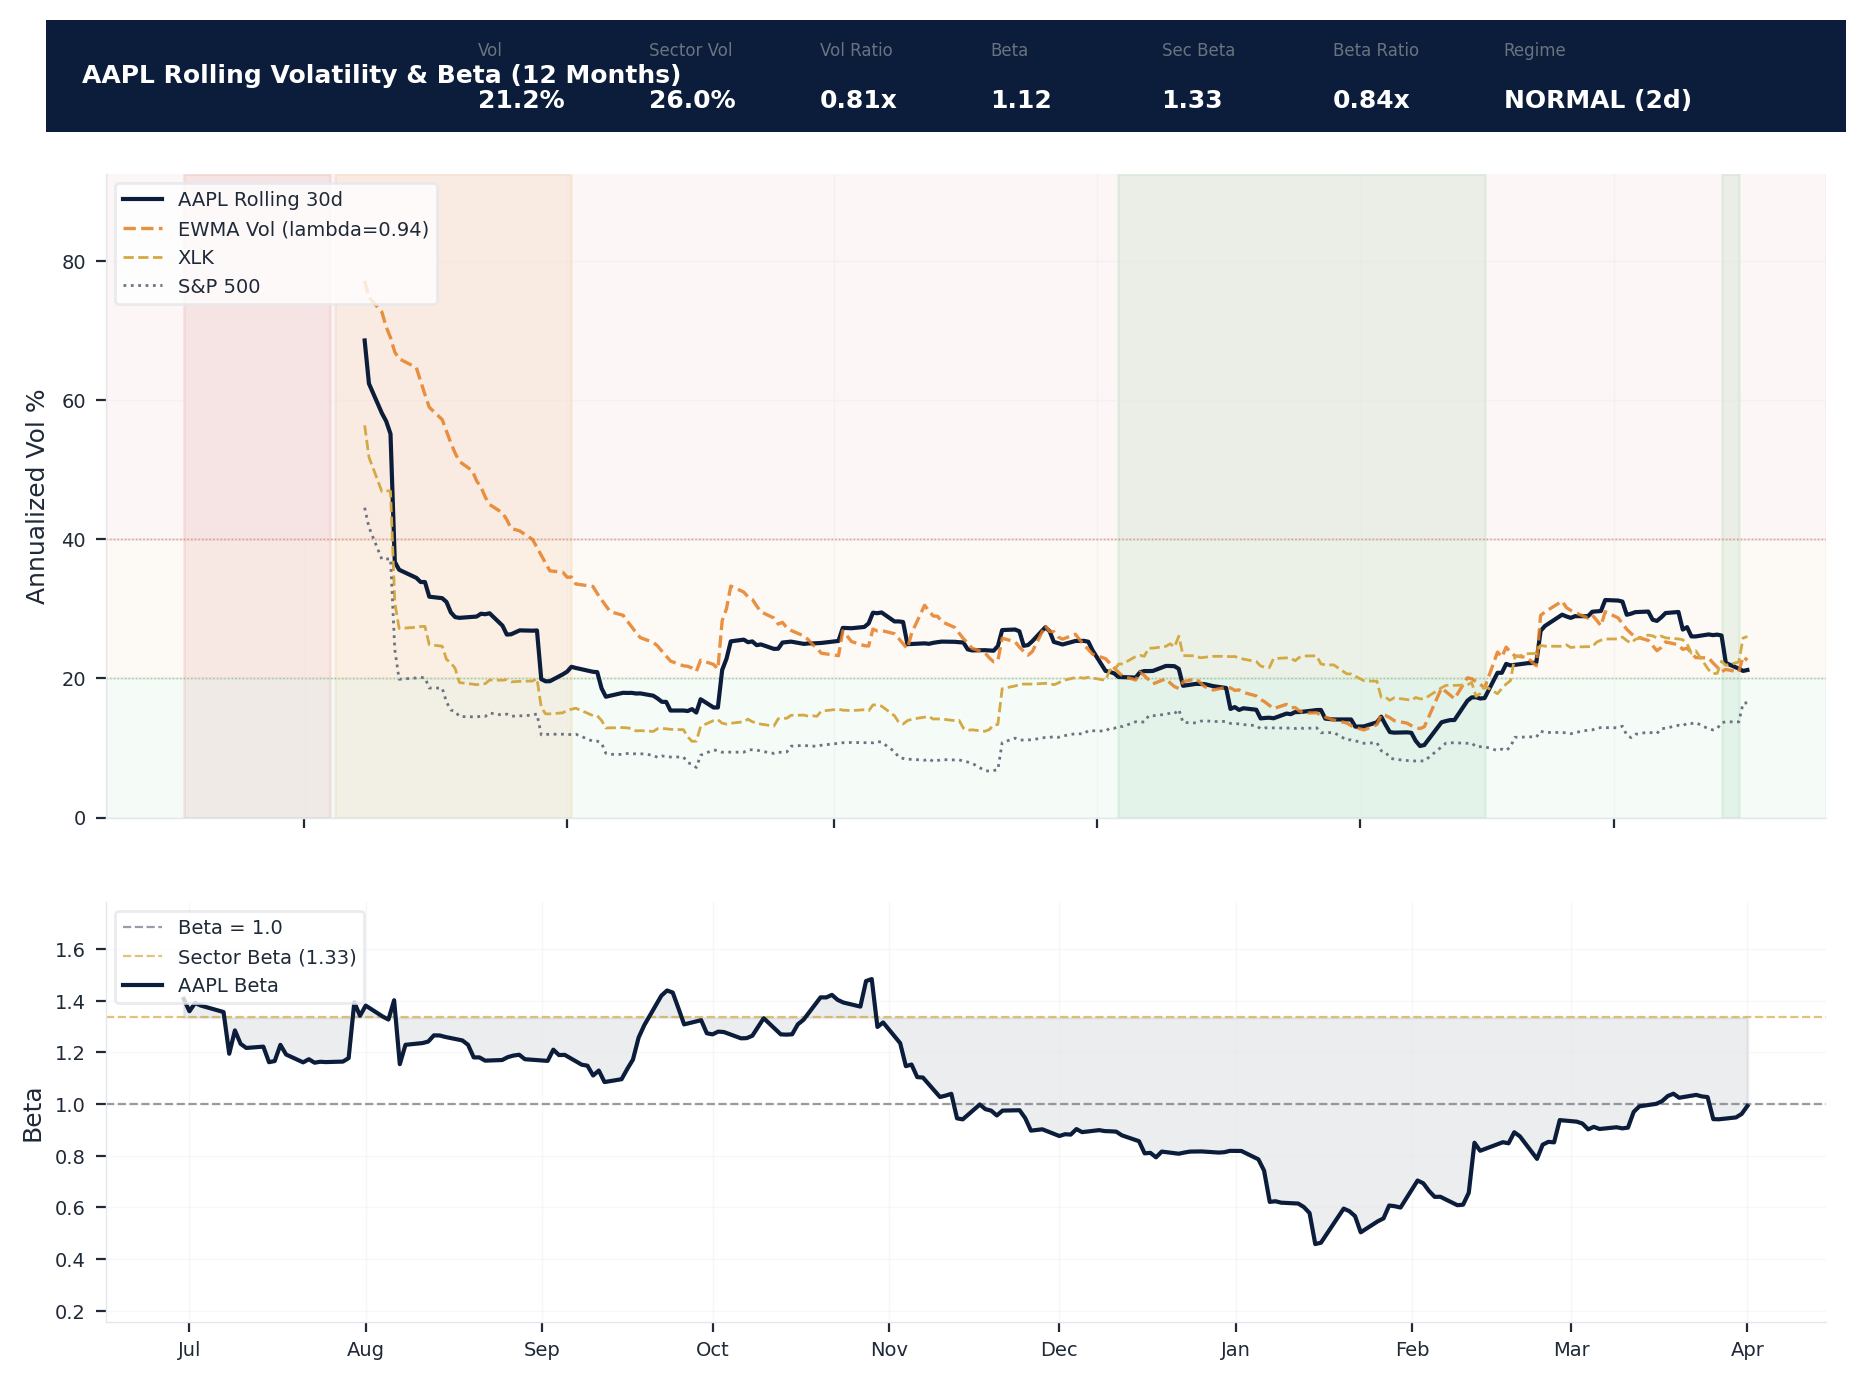 AAPL Rolling Volatility & Beta (12 Months)
Vol
21.2%
Sector Vol
26.0%
Vol Ratio
0.81x
Beta
1.12
Sec Beta
1.33
Beta Ratio
0.84x
Regime
NORMAL (2d)
AAPL Rolling 30d
EWMA Vol (lambda=0.94)
XLK
S&P 500
Annualized Vol %
80
60
40
20
0
Beta = 1.0
Sector Beta (1.33)
AAPL Beta
Beta
1.6
1.4
1.2
1.0
0.8
0.6
0.4
0.2
Jul Aug Sep Oct Nov Dec Jan Feb Mar Apr